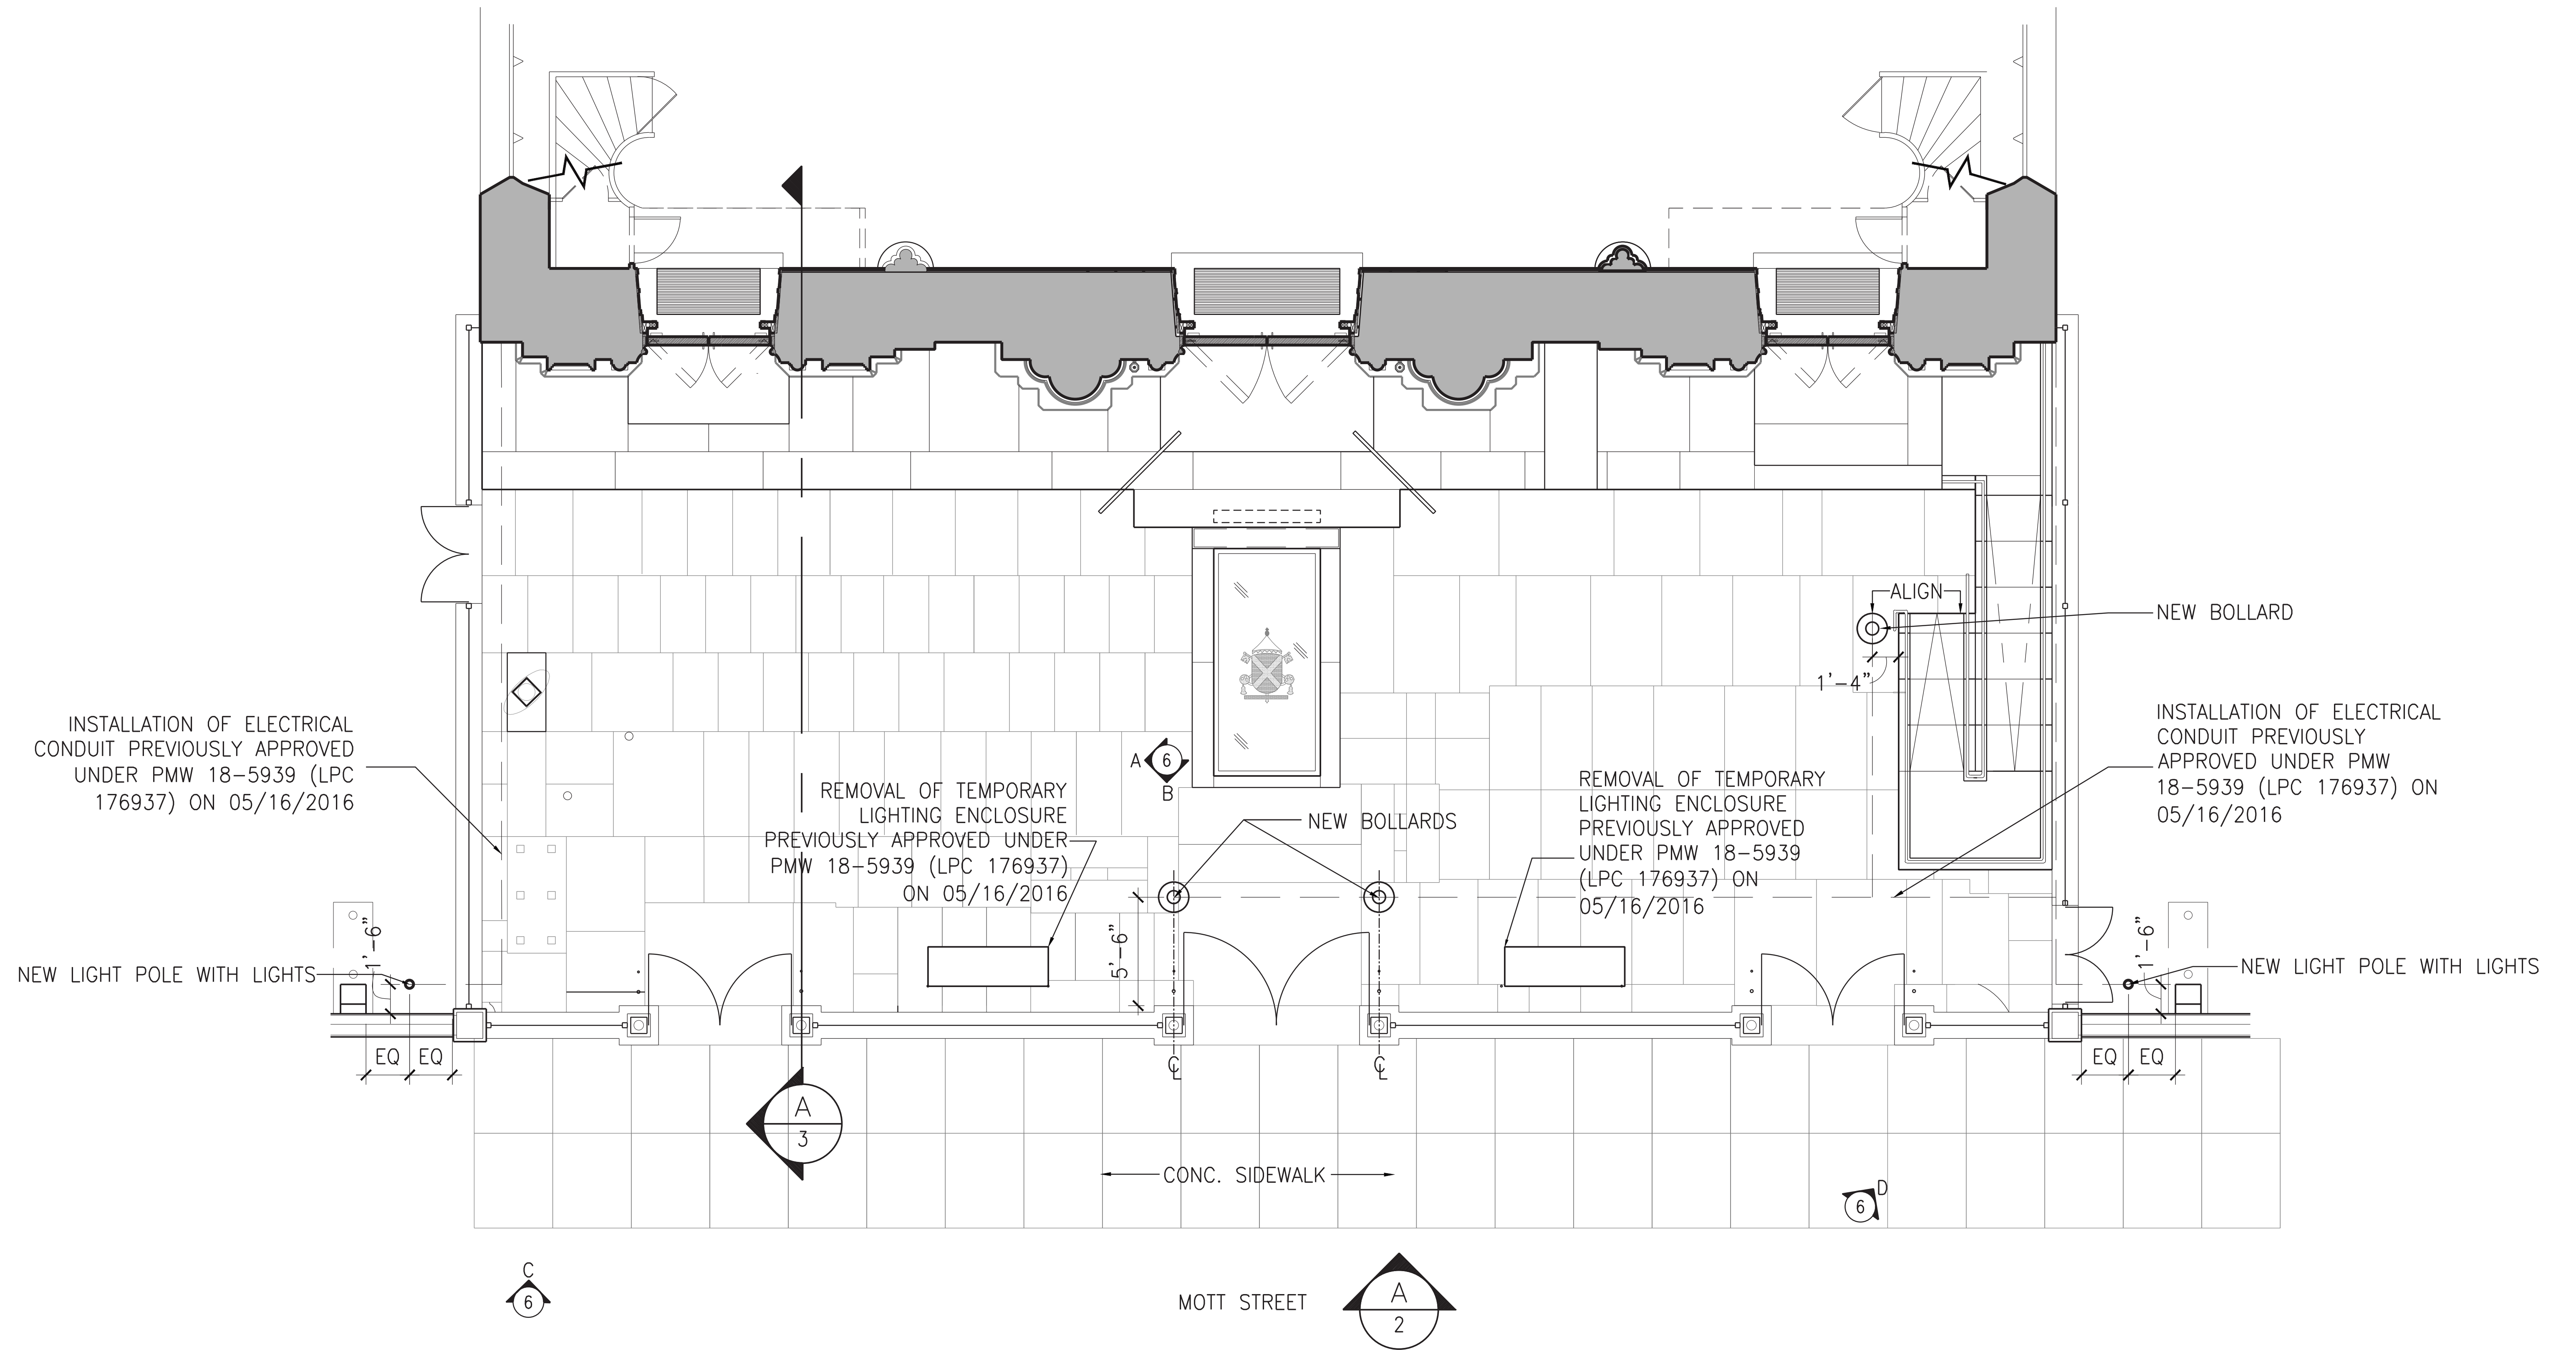 ALIGN
NEW BOLLARD
1'-4"
INSTALLATION OF ELECTRICAL
CONDUIT PREVIOUSLY APPROVED
UNDER PMW 18-5939 (LPC
176937) ON 05/16/2016
A
6
B
REMOVAL OF TEMPORARY
LIGHTING ENCLOSURE
PREVIOUSLY APPROVED UNDER
PMW 18-5939 (LPC 176937)
ON 05/16/2016
NEW BOLLARDS
REMOVAL OF TEMPORARY
LIGHTING ENCLOSURE
PREVIOUSLY APPROVED
UNDER PMW 18-5939
(LPC 176937) ON
05/16/2016
INSTALLATION OF ELECTRICAL
CONDUIT PREVIOUSLY
APPROVED UNDER PMW
18-5939 (LPC 176937) ON
05/16/2016
1'-6"
NEW LIGHT POLE WITH LIGHTS
5'-6"
1'-6"
NEW LIGHT POLE WITH LIGHTS
EQ EQ
CL
CL
EQ EQ
A
3
CONC. SIDEWALK
D
6
C
6
MOTT STREET
A
2